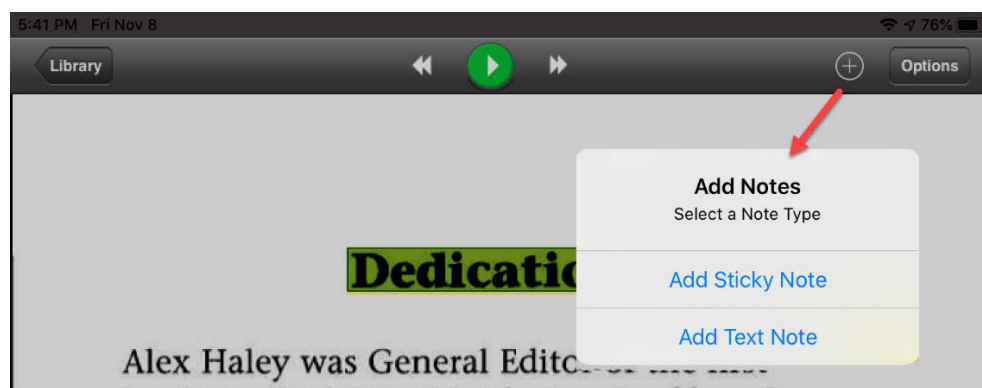 5:41 PM Fri Nov 8 76%
Library Options
Add Notes
Select a Note Type
Dedicatio
Add Sticky Note
Add Text Note
Alex Haley was General Edito